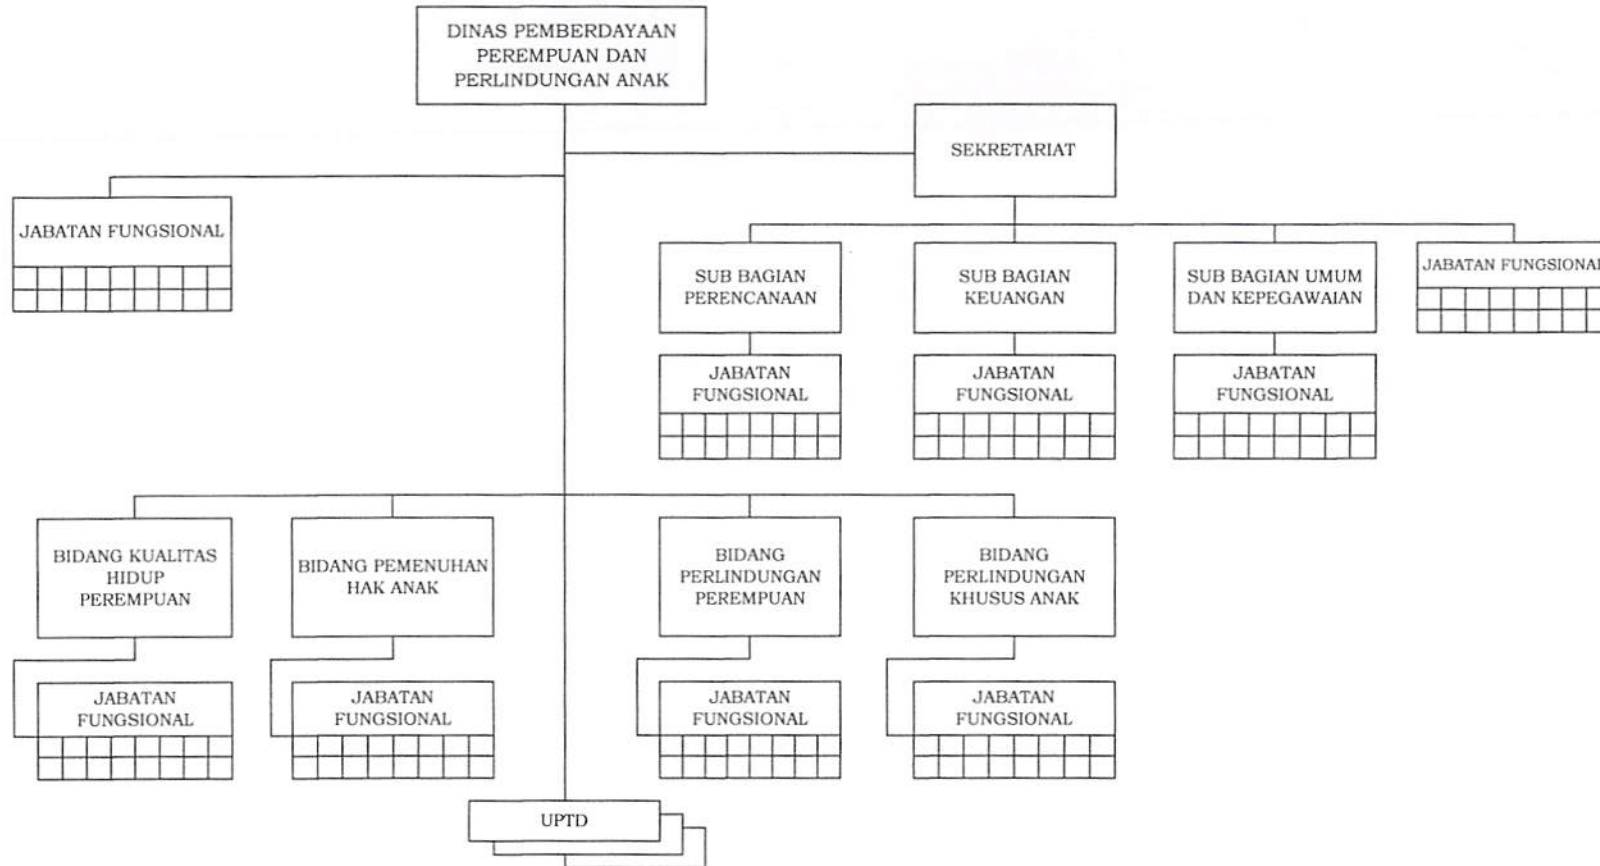 DINAS PEMBERDAYAAN
PEREMPUAN DAN
PERLINDUNGAN ANAK
SEKRETARIAT
JABATAN FUNGSIONAL
SUB BAGIAN
PERENCANAAN
SUB BAGIAN
KEUANGAN
SUB BAGIAN UMUM
DAN KEPEGAWAIAN
JABATAN FUNGSIONAL
JABATAN
FUNGSIONAL
JABATAN
FUNGSIONAL
JABATAN
FUNGSIONAL
BIDANG KUALITAS
HIDUP
PEREMPUAN
BIDANG PEMENUHAN
HAK ANAK
BIDANG
PERLINDUNGAN
PEREMPUAN
BIDANG
PERLINDUNGAN
KHUSUS ANAK
JABATAN
FUNGSIONAL
JABATAN
FUNGSIONAL
JABATAN
FUNGSIONAL
JABATAN
FUNGSIONAL
UPTD